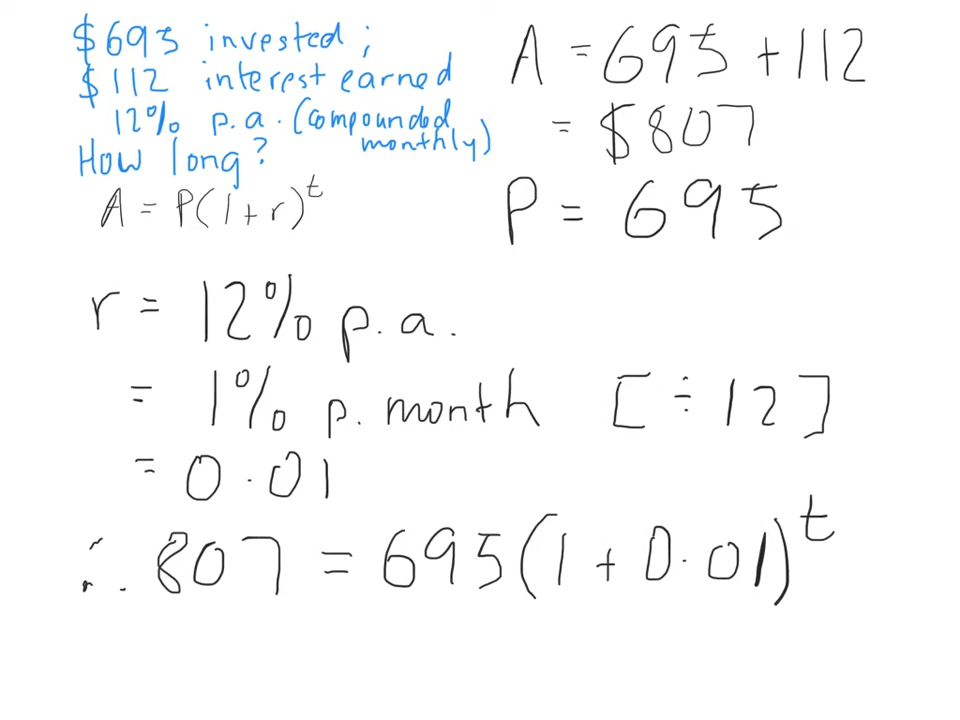 $695 invested;
$112 interest earned
12% p.a. (compounded monthly)
How long?
A = P(1+r)^t
A = 695 + 112
= $807
P = 695
r = 12% p.a.
= 1% p. month [÷12]
= 0.01
∴ 807 = 695(1 + 0.01)^t